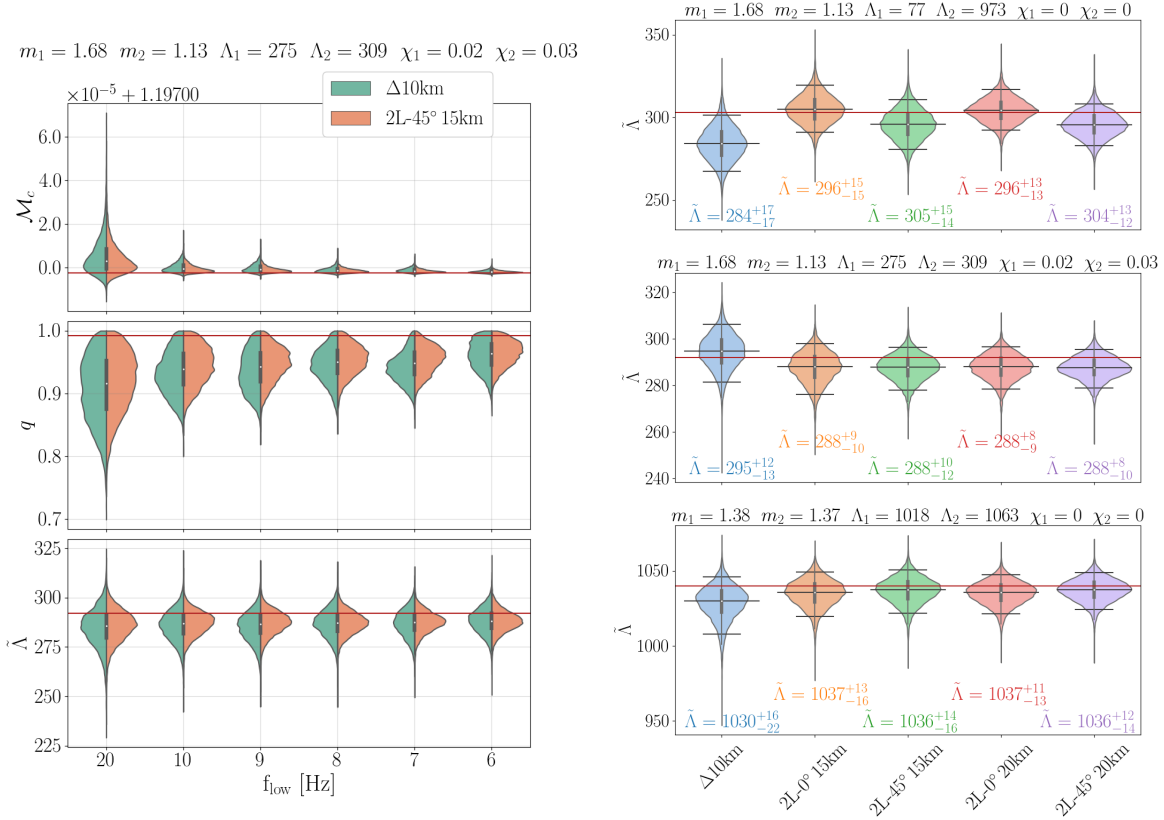 m₁ = 1.68 m₂ = 1.13 Λ₁ = 275 Λ₂ = 309 χ₁ = 0.02 χ₂ = 0.03
×10⁻⁵ + 1.19700
Δ10km
2L-45° 15km
6.0
4.0
2.0
0.0
ℳ_c
1.0
0.9
0.8
0.7
q
325
300
275
250
225
Λ̃
20 10 9 8 7 6
f_low [Hz]
m₁ = 1.68 m₂ = 1.13 Λ₁ = 77 Λ₂ = 973 χ₁ = 0 χ₂ = 0
350
300
250
Λ̃
Λ̃ = 296⁺¹⁵₋₁₅ Λ̃ = 296⁺¹³₋₁₃
Λ̃ = 284⁺¹⁷₋₁₇ Λ̃ = 305⁺¹⁵₋₁₄ Λ̃ = 304⁺¹³₋₁₂
m₁ = 1.68 m₂ = 1.13 Λ₁ = 275 Λ₂ = 309 χ₁ = 0.02 χ₂ = 0.03
320
300
280
260
240
Λ̃
Λ̃ = 288⁺⁹₋₁₀ Λ̃ = 288⁺⁸₋₉
Λ̃ = 295⁺¹²₋₁₃ Λ̃ = 288⁺¹⁰₋₁₂ Λ̃ = 288⁺⁸₋₁₀
m₁ = 1.38 m₂ = 1.37 Λ₁ = 1018 Λ₂ = 1063 χ₁ = 0 χ₂ = 0
1050
1000
950
Λ̃
Λ̃ = 1037⁺¹³₋₁₆ Λ̃ = 1037⁺¹¹₋₁₃
Λ̃ = 1030⁺¹⁶₋₂₂ Λ̃ = 1036⁺¹⁴₋₁₆ Λ̃ = 1036⁺¹²₋₁₄
Δ10km
2L-0° 15km
2L-45° 15km
2L-0° 20km
2L-45° 20km